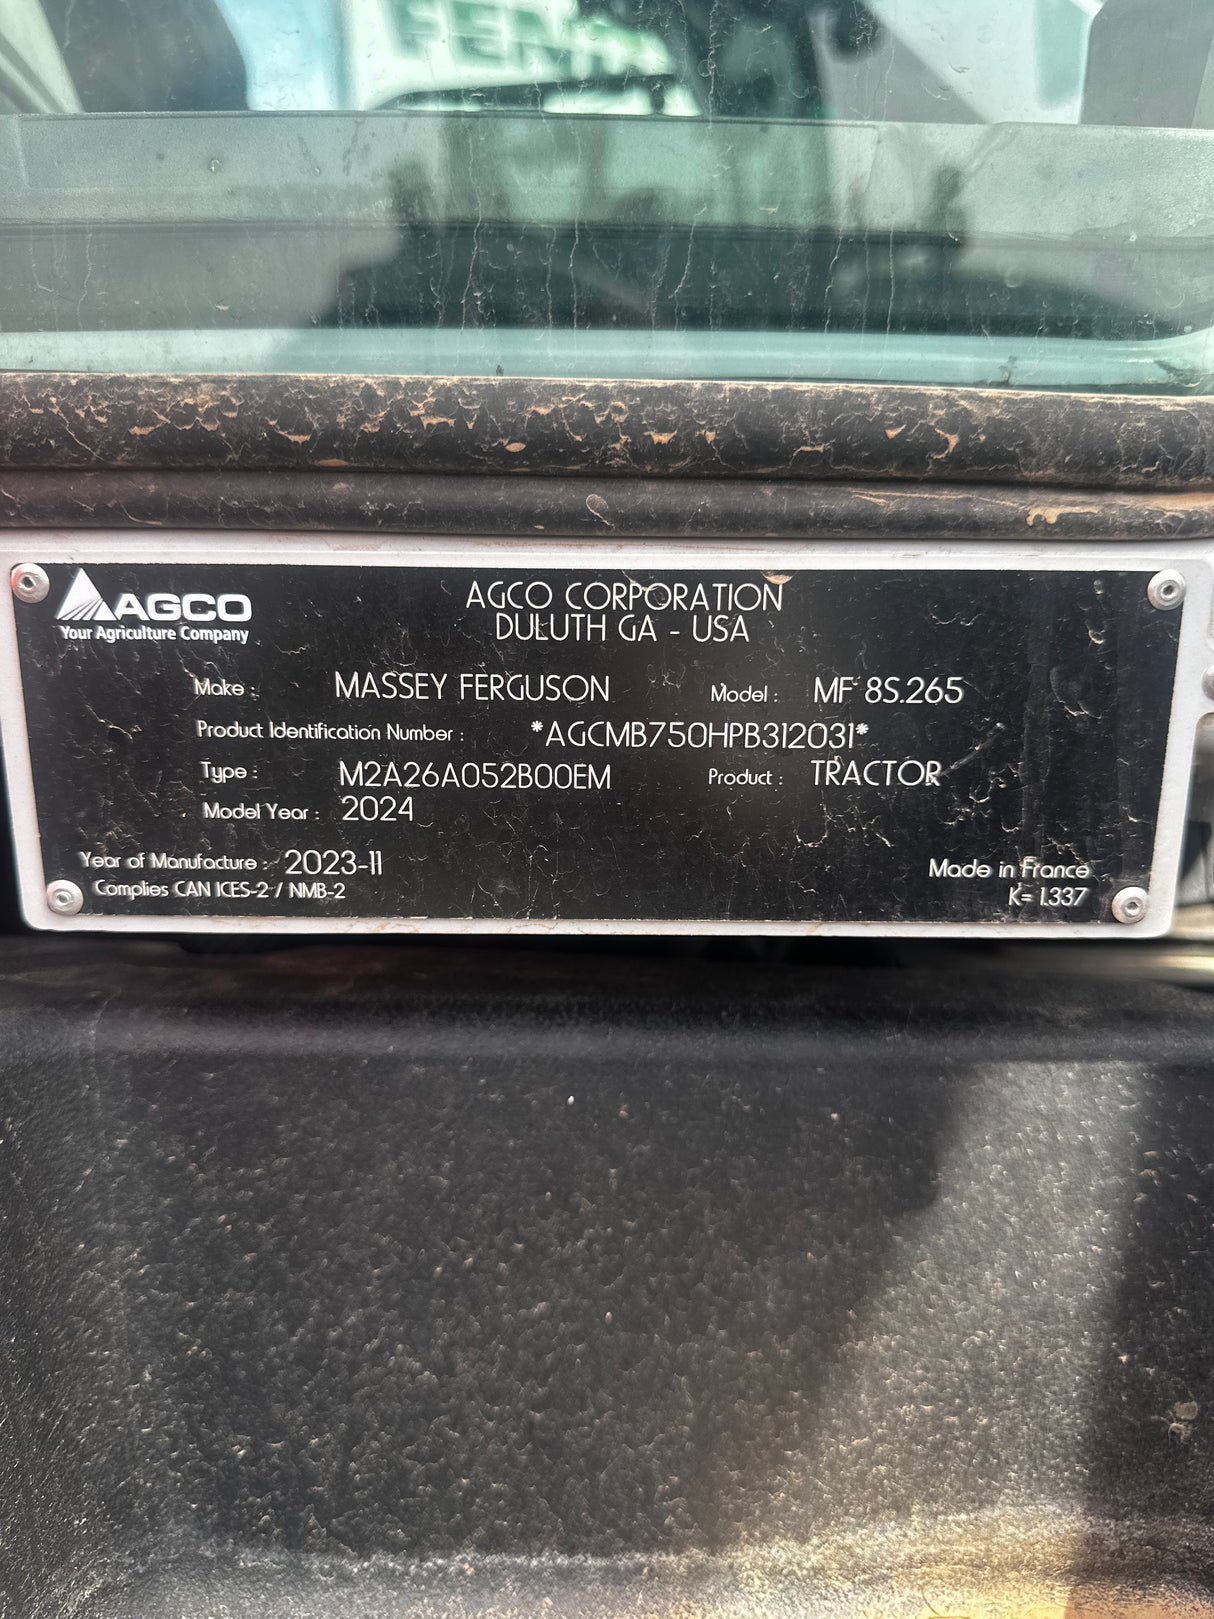 AGCO
Your Agriculture Company
AGCO CORPORATION
DULUTH GA - USA
Make : MASSEY FERGUSON Model : MF 8S.265
Product Identification Number : *AGCMB750HPB312031*
Type : M2A26A052B00EM Product : TRACTOR
Model Year : 2024
Year of Manufacture : 2023-11 Made in France
Complies CAN ICES-2 / NMB-2 K= 1.337